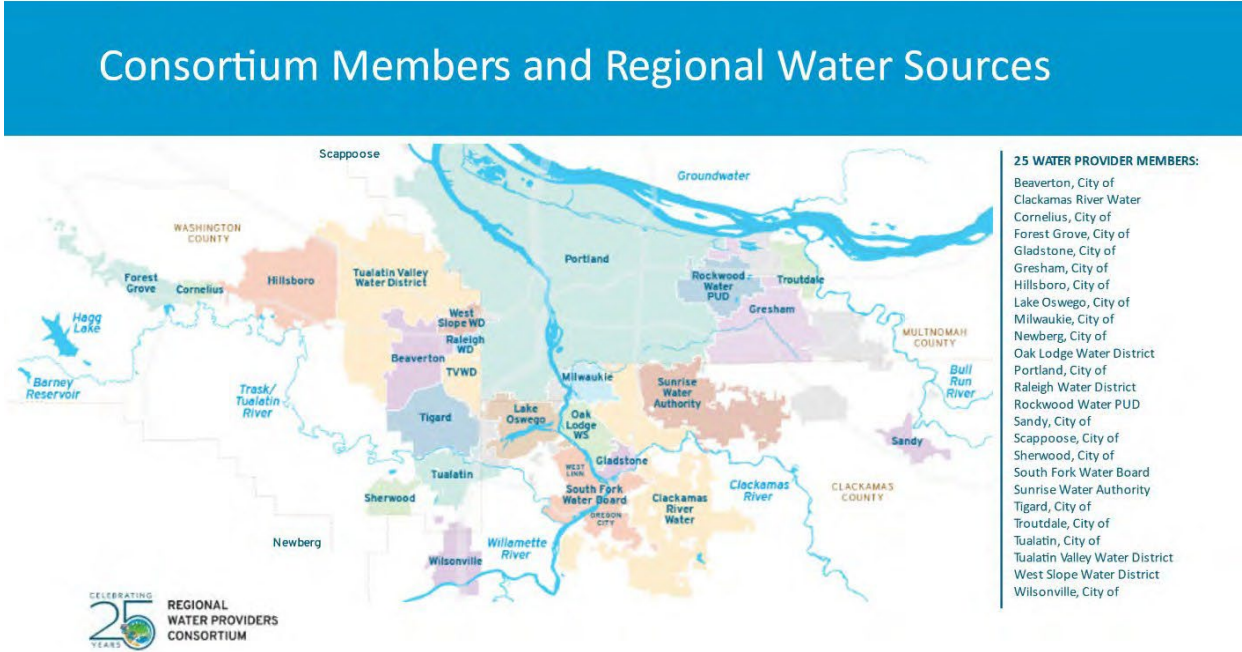 Consortium Members and Regional Water Sources
Scappoose
Groundwater
WASHINGTON
COUNTY
Portland
Forest
Grove
Cornelius
Hillsboro
Tualatin Valley
Water District
Rockwood
Water
PUD
Troutdale
Gresham
West
Slope WD
Raleigh
WD
Hagg
Lake
Beaverton
TVWD
MULTNOMAH
COUNTY
Barney
Reservoir
Trask/
Tualatin
River
Milwaukie
Sunrise
Water
Authority
Bull
Run
River
Tigard
Lake
Oswego
Oak
Lodge
WS
Sandy
Tualatin
WEST
LINN
Gladstone
Sherwood
South Fork
Water Board
OREGON
CITY
Clackamas
River
Water
Clackamas
River
CLACKAMAS
COUNTY
Newberg
Willamette
River
Wilsonville
25 WATER PROVIDER MEMBERS:
Beaverton, City of
Clackamas River Water
Cornelius, City of
Forest Grove, City of
Gladstone, City of
Gresham, City of
Hillsboro, City of
Lake Oswego, City of
Milwaukie, City of
Newberg, City of
Oak Lodge Water District
Portland, City of
Raleigh Water District
Rockwood Water PUD
Sandy, City of
Scappoose, City of
Sherwood, City of
South Fork Water Board
Sunrise Water Authority
Tigard, City of
Troutdale, City of
Tualatin, City of
Tualatin Valley Water District
West Slope Water District
Wilsonville, City of
CELEBRATING
25
YEARS
REGIONAL
WATER PROVIDERS
CONSORTIUM